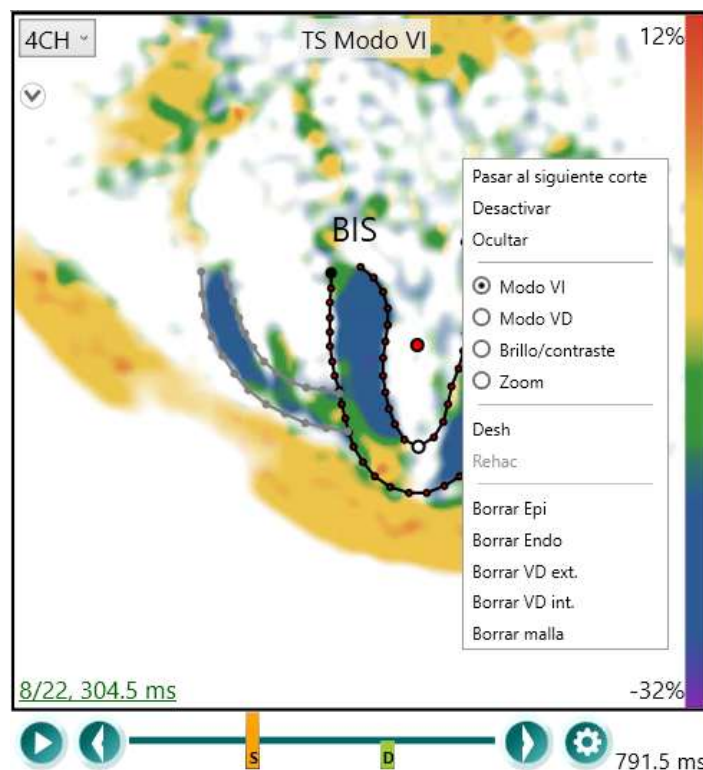 4CH
TS Modo VI
12%
BIS
Pasar al siguiente corte
Desactivar
Ocultar
Modo VI
Modo VD
Brillo/contraste
Zoom
Desh
Rehac
Borrar Epi
Borrar Endo
Borrar VD ext.
Borrar VD int.
Borrar malla
8/22, 304.5 ms
-32%
S
D
791.5 ms